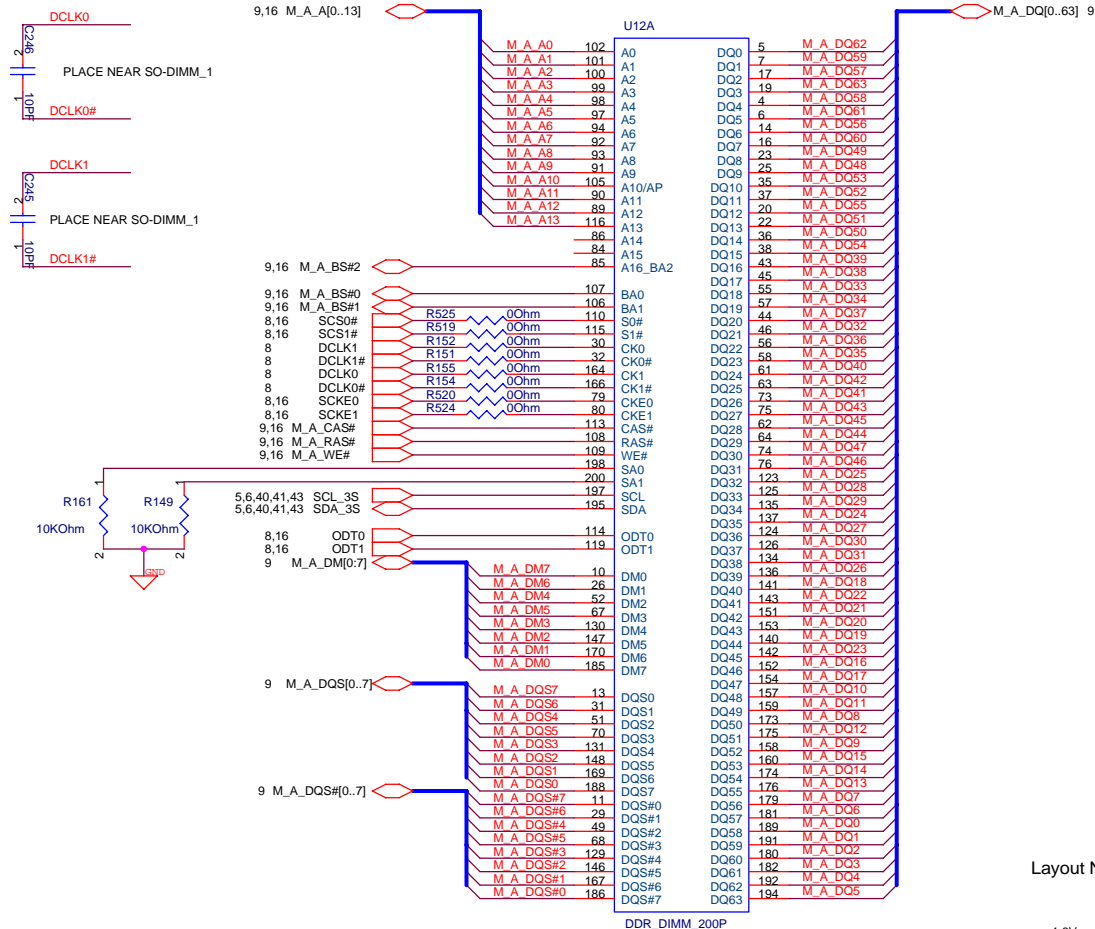 DCLK0
C246
2
PLACE NEAR SO-DIMM_1
1
10PF
DCLK0#
DCLK1
C245
2
PLACE NEAR SO-DIMM_1
1
10PF
DCLK1#
9,16 M_A_A[0..13]
M_A_DQ[0..63] 9
U12A
M_A_A0 102 A0
M_A_A1 101 A1
M_A_A2 100 A2
M_A_A3 99 A3
M_A_A4 98 A4
M_A_A5 97 A5
M_A_A6 94 A6
M_A_A7 92 A7
M_A_A8 93 A8
M_A_A9 91 A9
M_A_A10 105 A10/AP
M_A_A11 90 A11
M_A_A12 89 A12
M_A_A13 116 A13
86 A14
84 A15
9,16 M_A_BS#2 85 A16_BA2
9,16 M_A_BS#0 107 BA0
9,16 M_A_BS#1 106 BA1
8,16 SCS0# R525 0Ohm 110 S0#
8,16 SCS1# R519 0Ohm 115 S1#
8 DCLK1 R152 0Ohm 30 CK0
8 DCLK1# R151 0Ohm 32 CK0#
8 DCLK0 R155 0Ohm 164 CK1
8 DCLK0# R154 0Ohm 166 CK1#
8,16 SCKE0 R520 0Ohm 79 CKE0
8,16 SCKE1 R524 0Ohm 80 CKE1
9,16 M_A_CAS# 113 CAS#
9,16 M_A_RAS# 108 RAS#
9,16 M_A_WE# 109 WE#
198 SA0
200 SA1
1 R161 10KOhm 2
1 R149 10KOhm 2
GND
5,6,40,41,43 SCL_3S 197 SCL
5,6,40,41,43 SDA_3S 195 SDA
8,16 ODT0 114 ODT0
8,16 ODT1 119 ODT1
9 M_A_DM[0:7]
M_A_DM7 10 DM0
M_A_DM6 26 DM1
M_A_DM4 52 DM2
M_A_DM5 67 DM3
M_A_DM3 130 DM4
M_A_DM2 147 DM5
M_A_DM1 170 DM6
M_A_DM0 185 DM7
9 M_A_DQS[0..7]
M_A_DQS7 13 DQS0
M_A_DQS6 31 DQS1
M_A_DQS4 51 DQS2
M_A_DQS5 70 DQS3
M_A_DQS3 131 DQS4
M_A_DQS2 148 DQS5
M_A_DQS1 169 DQS6
M_A_DQS0 188 DQS7
9 M_A_DQS#[0..7]
M_A_DQS#7 11 DQS#0
M_A_DQS#6 29 DQS#1
M_A_DQS#4 49 DQS#2
M_A_DQS#5 68 DQS#3
M_A_DQS#3 129 DQS#4
M_A_DQS#2 146 DQS#5
M_A_DQS#1 167 DQS#6
M_A_DQS#0 186 DQS#7
DQ0 5 M_A_DQ62
DQ1 7 M_A_DQ59
DQ2 17 M_A_DQ57
DQ3 19 M_A_DQ63
DQ4 4 M_A_DQ58
DQ5 6 M_A_DQ61
DQ6 14 M_A_DQ56
DQ7 16 M_A_DQ60
DQ8 23 M_A_DQ49
DQ9 25 M_A_DQ48
DQ10 35 M_A_DQ53
DQ11 37 M_A_DQ52
DQ12 20 M_A_DQ55
DQ13 22 M_A_DQ51
DQ14 36 M_A_DQ50
DQ15 38 M_A_DQ54
DQ16 43 M_A_DQ39
DQ17 45 M_A_DQ38
DQ18 55 M_A_DQ33
DQ19 57 M_A_DQ34
DQ20 44 M_A_DQ37
DQ21 46 M_A_DQ32
DQ22 56 M_A_DQ36
DQ23 58 M_A_DQ35
DQ24 61 M_A_DQ40
DQ25 63 M_A_DQ42
DQ26 73 M_A_DQ41
DQ27 75 M_A_DQ43
DQ28 62 M_A_DQ45
DQ29 64 M_A_DQ44
DQ30 74 M_A_DQ47
DQ31 76 M_A_DQ46
DQ32 123 M_A_DQ25
DQ33 125 M_A_DQ28
DQ34 135 M_A_DQ29
DQ35 137 M_A_DQ24
DQ36 124 M_A_DQ27
DQ37 126 M_A_DQ30
DQ38 134 M_A_DQ31
DQ39 136 M_A_DQ26
DQ40 141 M_A_DQ18
DQ41 143 M_A_DQ22
DQ42 151 M_A_DQ21
DQ43 153 M_A_DQ20
DQ44 140 M_A_DQ19
DQ45 142 M_A_DQ23
DQ46 152 M_A_DQ16
DQ47 154 M_A_DQ17
DQ48 157 M_A_DQ10
DQ49 159 M_A_DQ11
DQ50 173 M_A_DQ8
DQ51 175 M_A_DQ12
DQ52 158 M_A_DQ9
DQ53 160 M_A_DQ15
DQ54 174 M_A_DQ14
DQ55 176 M_A_DQ13
DQ56 179 M_A_DQ7
DQ57 181 M_A_DQ6
DQ58 189 M_A_DQ0
DQ59 191 M_A_DQ1
DQ60 180 M_A_DQ2
DQ61 182 M_A_DQ3
DQ62 192 M_A_DQ4
DQ63 194 M_A_DQ5
DDR_DIMM_200P
Layout